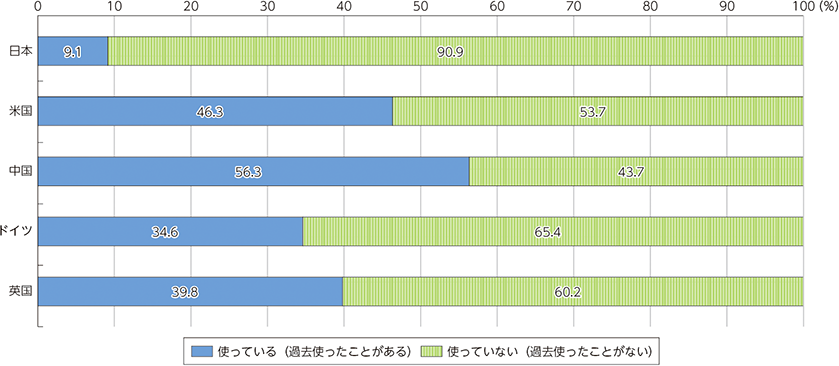 0 10 20 30 40 50 60 70 80 90 100 (%)
日本 9.1 90.9
米国 46.3 53.7
中国 56.3 43.7
ドイツ 34.6 65.4
英国 39.8 60.2
使っている（過去使ったことがある） 使っていない（過去使ったことがない）